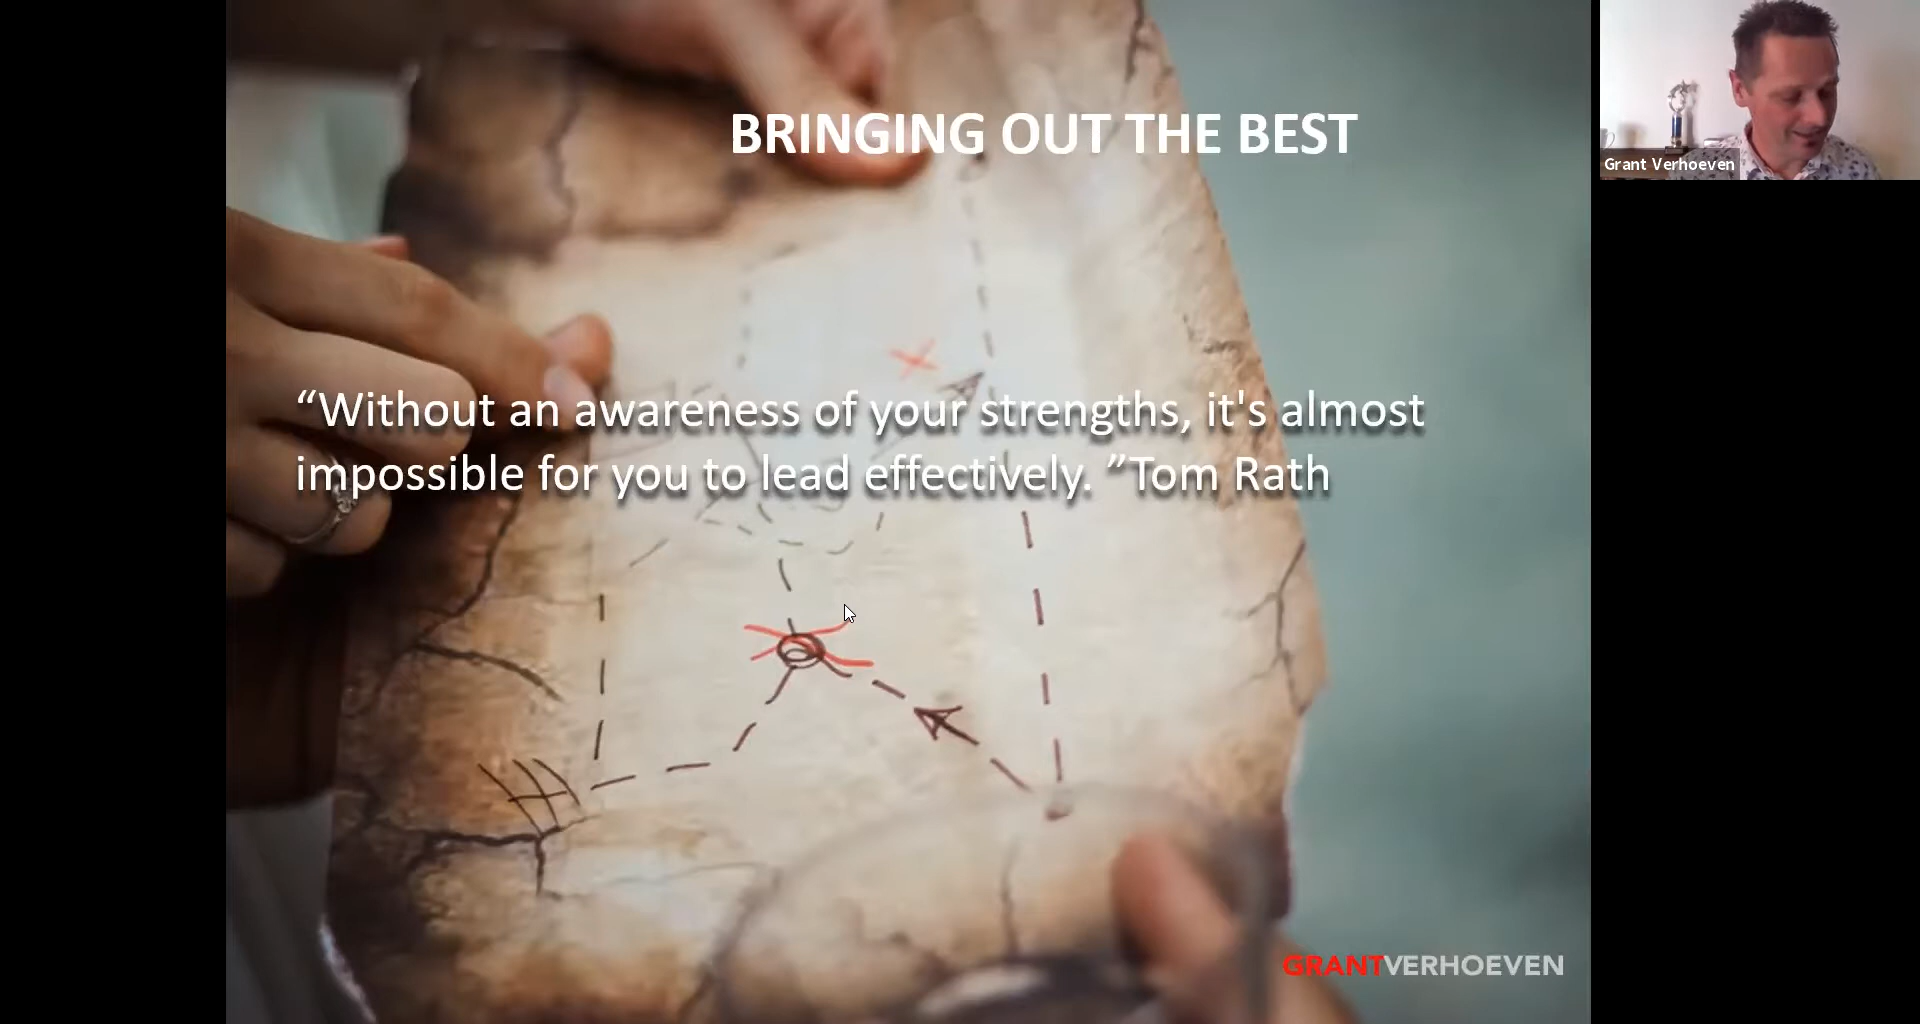 BRINGING OUT THE BEST
“Without an awareness of your strengths, it's almost
impossible for you to lead effectively. ”Tom Rath
GRANTVERHOEVEN
Grant Verhoeven